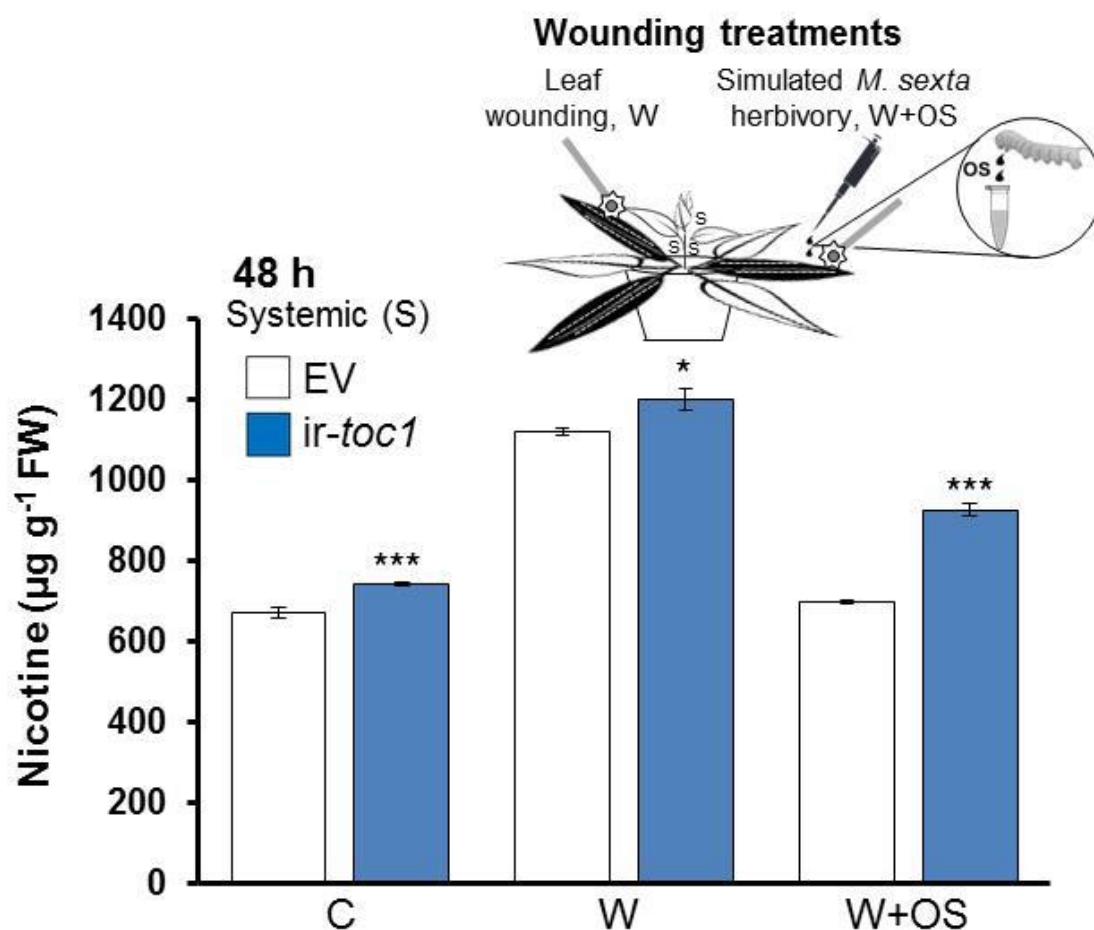 Wounding treatments
Leaf
wounding, W
Simulated M. sexta
herbivory, W+OS
OS
S
S S
48 h
Systemic (S)
EV
ir-toc1
Nicotine (µg g⁻¹ FW)
1400
1200
1000
800
600
400
200
0
***
*
***
C
W
W+OS